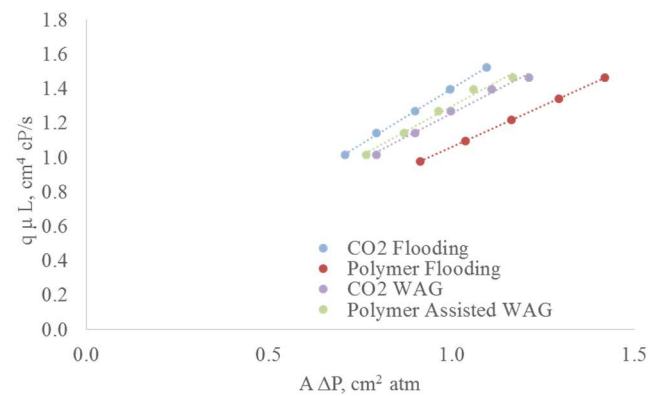 1.8
1.6
1.4
1.2
1.0
0.8
0.6
0.4
0.2
0.0
q μ L, cm⁴ cP/s
CO2 Flooding
Polymer Flooding
CO2 WAG
Polymer Assisted WAG
0.0 0.5 1.0 1.5
A ΔP, cm² atm